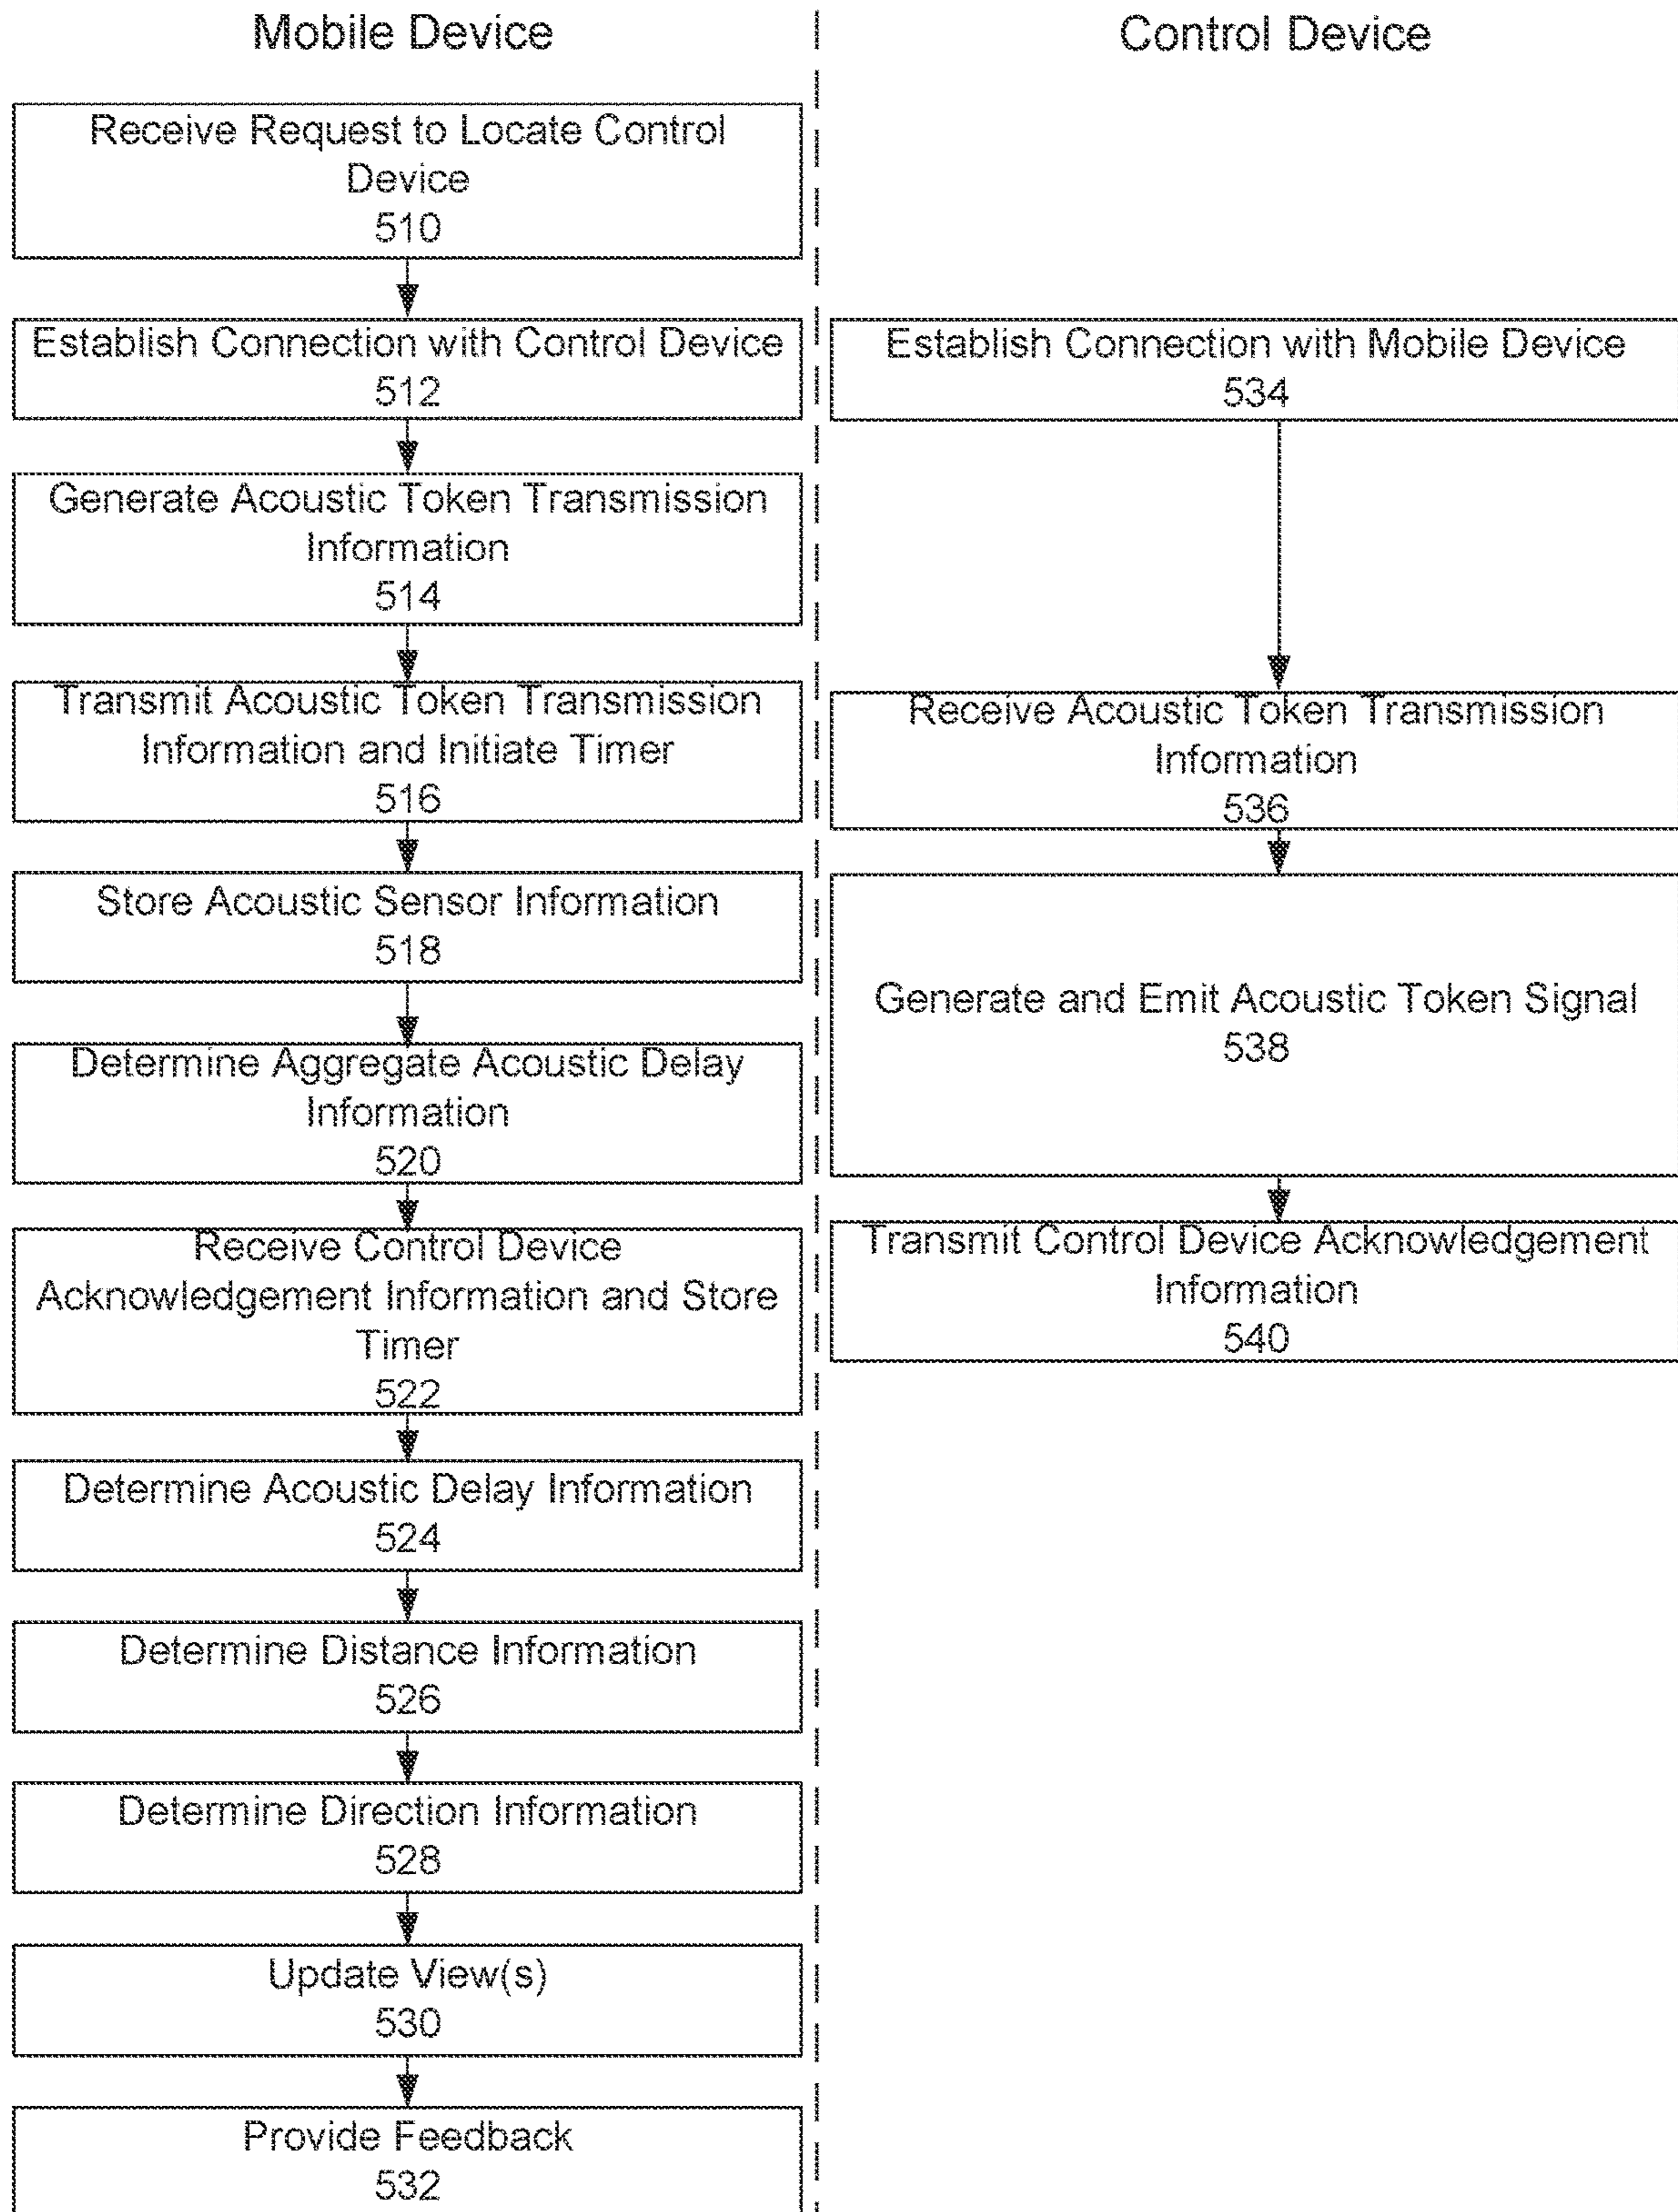 Mobile Device
Receive Request to Locate Control
Device
510
Establish Connection with Control Device
512
Generate Acoustic Token Transmission
Information
514
Transmit Acoustic Token Transmission
Information and Initiate Timer
516
Store Acoustic Sensor Information
518
Determine Aggregate Acoustic Delay
Information
520
Receive Control Device
Acknowledgement Information and Store
Timer
522
Determine Acoustic Delay Information
524
Determine Distance Information
526
Determine Direction Information
528
Update View(s)
530
Provide Feedback
532
Control Device
Establish Connection with Mobile Device
534
Receive Acoustic Token Transmission
Information
536
Generate and Emit Acoustic Token Signal
538
Transmit Control Device Acknowledgement
Information
540